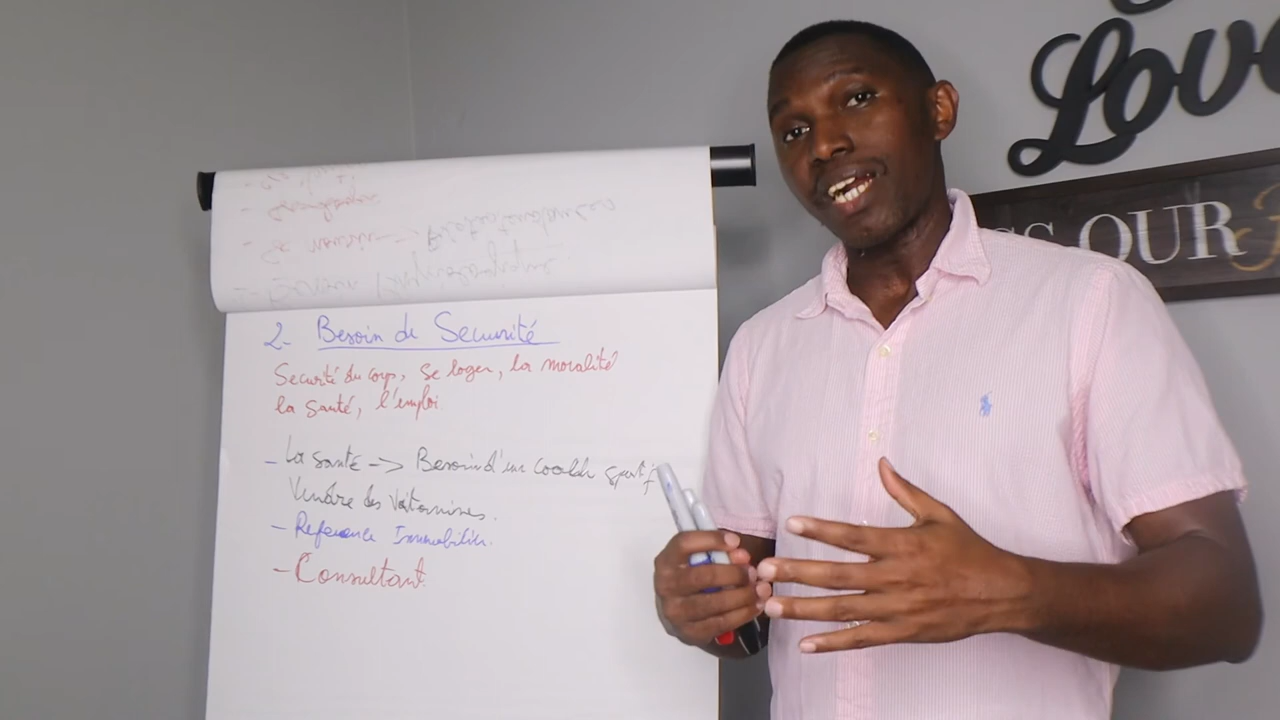 2- Besoin de Securité
Securité du corp, se loger, la moralité
la santé, l'emploi
- La santé -> Besoin d'un coach sportif
Vendre des Vitamines.
- Reference Immobilier.
- Consultant.
Love
OUR